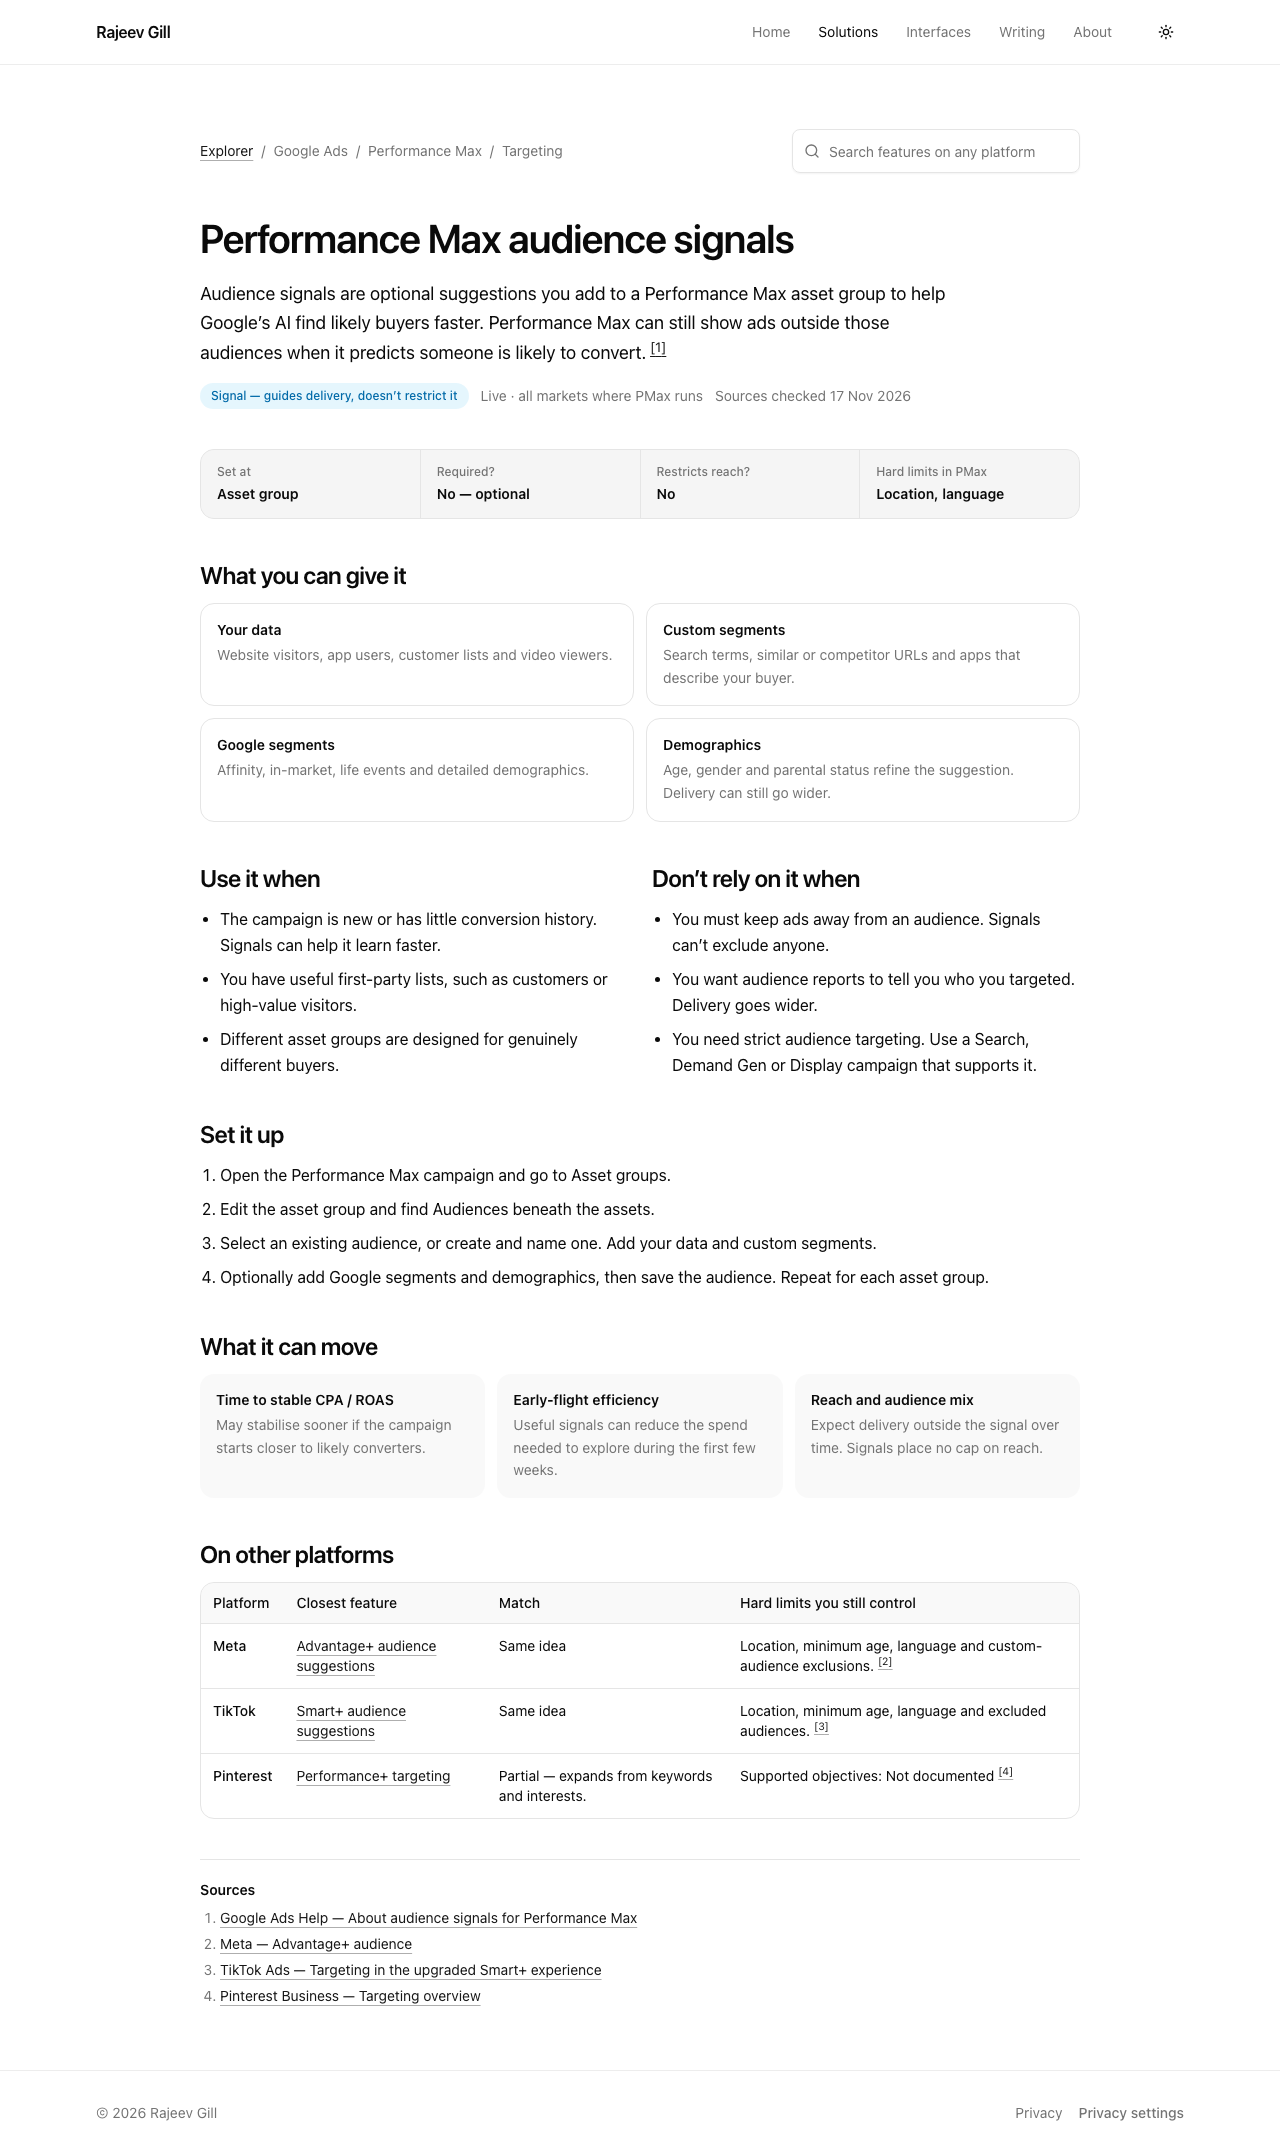 Rajeev Gill
Home Solutions Interfaces Writing About
Explorer / Google Ads / Performance Max / Targeting
Search features on any platform
Performance Max audience signals
Audience signals are optional suggestions you add to a Performance Max asset group to help
Google’s AI find likely buyers faster. Performance Max can still show ads outside those
audiences when it predicts someone is likely to convert. [1]
Signal — guides delivery, doesn’t restrict it Live · all markets where PMax runs Sources checked 17 Nov 2026
Set at
Asset group
Required?
No — optional
Restricts reach?
No
Hard limits in PMax
Location, language
What you can give it
Your data
Website visitors, app users, customer lists and video viewers.
Custom segments
Search terms, similar or competitor URLs and apps that
describe your buyer.
Google segments
Affinity, in-market, life events and detailed demographics.
Demographics
Age, gender and parental status refine the suggestion.
Delivery can still go wider.
Use it when
• The campaign is new or has little conversion history.
Signals can help it learn faster.
• You have useful first-party lists, such as customers or
high-value visitors.
• Different asset groups are designed for genuinely
different buyers.
Don’t rely on it when
• You must keep ads away from an audience. Signals
can’t exclude anyone.
• You want audience reports to tell you who you targeted.
Delivery goes wider.
• You need strict audience targeting. Use a Search,
Demand Gen or Display campaign that supports it.
Set it up
1. Open the Performance Max campaign and go to Asset groups.
2. Edit the asset group and find Audiences beneath the assets.
3. Select an existing audience, or create and name one. Add your data and custom segments.
4. Optionally add Google segments and demographics, then save the audience. Repeat for each asset group.
What it can move
Time to stable CPA / ROAS
May stabilise sooner if the campaign
starts closer to likely converters.
Early-flight efficiency
Useful signals can reduce the spend
needed to explore during the first few
weeks.
Reach and audience mix
Expect delivery outside the signal over
time. Signals place no cap on reach.
On other platforms
Platform Closest feature Match Hard limits you still control
Meta
Advantage+ audience
suggestions
Same idea
Location, minimum age, language and custom-
audience exclusions. [2]
TikTok
Smart+ audience
suggestions
Same idea
Location, minimum age, language and excluded
audiences. [3]
Pinterest
Performance+ targeting
Partial — expands from keywords
and interests.
Supported objectives: Not documented [4]
Sources
1. Google Ads Help — About audience signals for Performance Max
2. Meta — Advantage+ audience
3. TikTok Ads — Targeting in the upgraded Smart+ experience
4. Pinterest Business — Targeting overview
© 2026 Rajeev Gill
Privacy Privacy settings